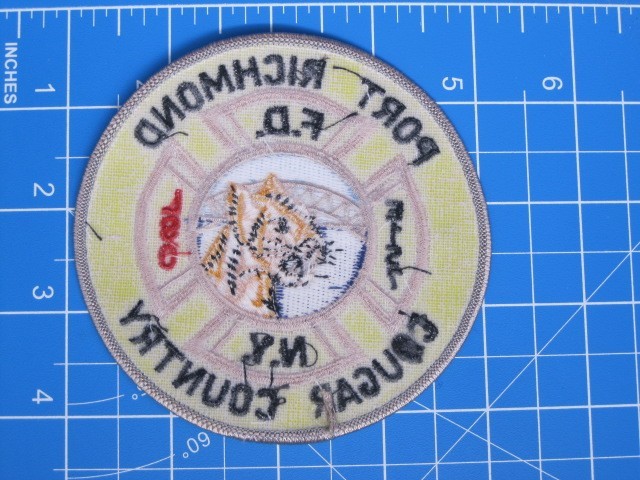 INCHES
1
2
3
4
5
6
60°
PORT RICHMOND
F.D.
N.Y.
COUGAR COUNTRY